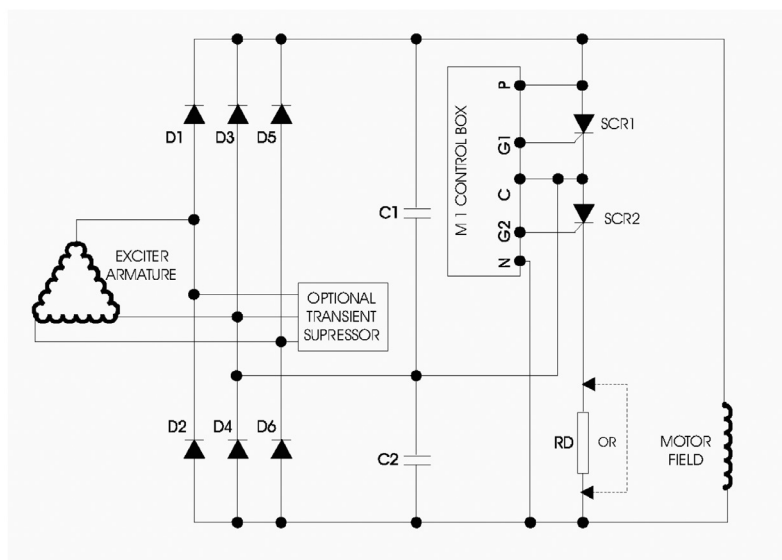 D1
D3
D5
M 1 CONTROL BOX
P
G1
C
G2
N
SCR1
SCR2
C1
EXCITER
ARMATURE
OPTIONAL
TRANSIENT
SUPRESSOR
D2
D4
D6
C2
RD
OR
MOTOR
FIELD